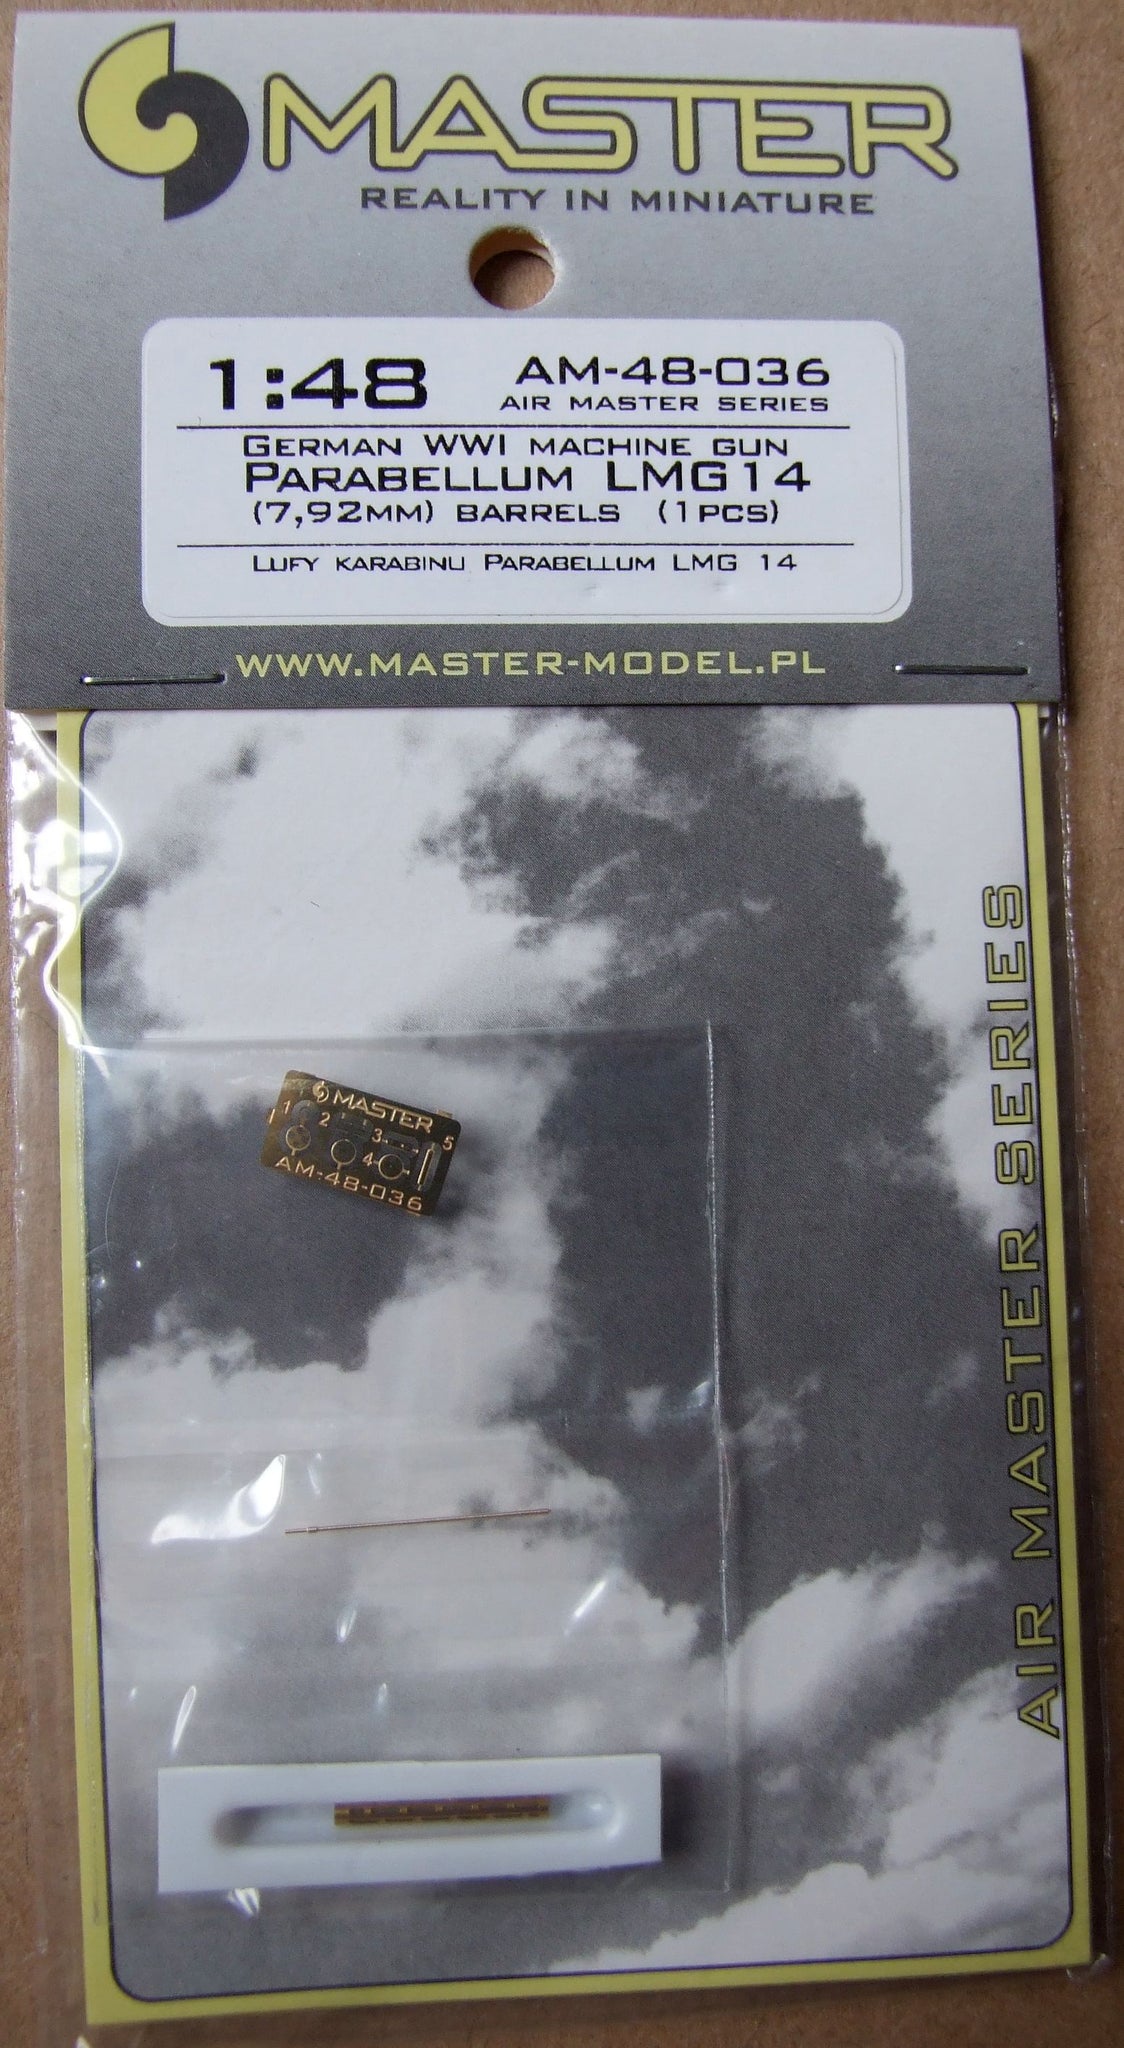 MASTER
REALITY IN MINIATURE
1:48
AM-48-036
AIR MASTER SERIES
GERMAN WWI MACHINE GUN
PARABELLUM LMG14
(7,92MM) BARRELS (1PCS)
LUFY KARABINU PARABELLUM LMG 14
WWW.MASTER-MODEL.PL
AIR MASTER SERIES
MASTER
1 2 3 4 5
AM-48-036